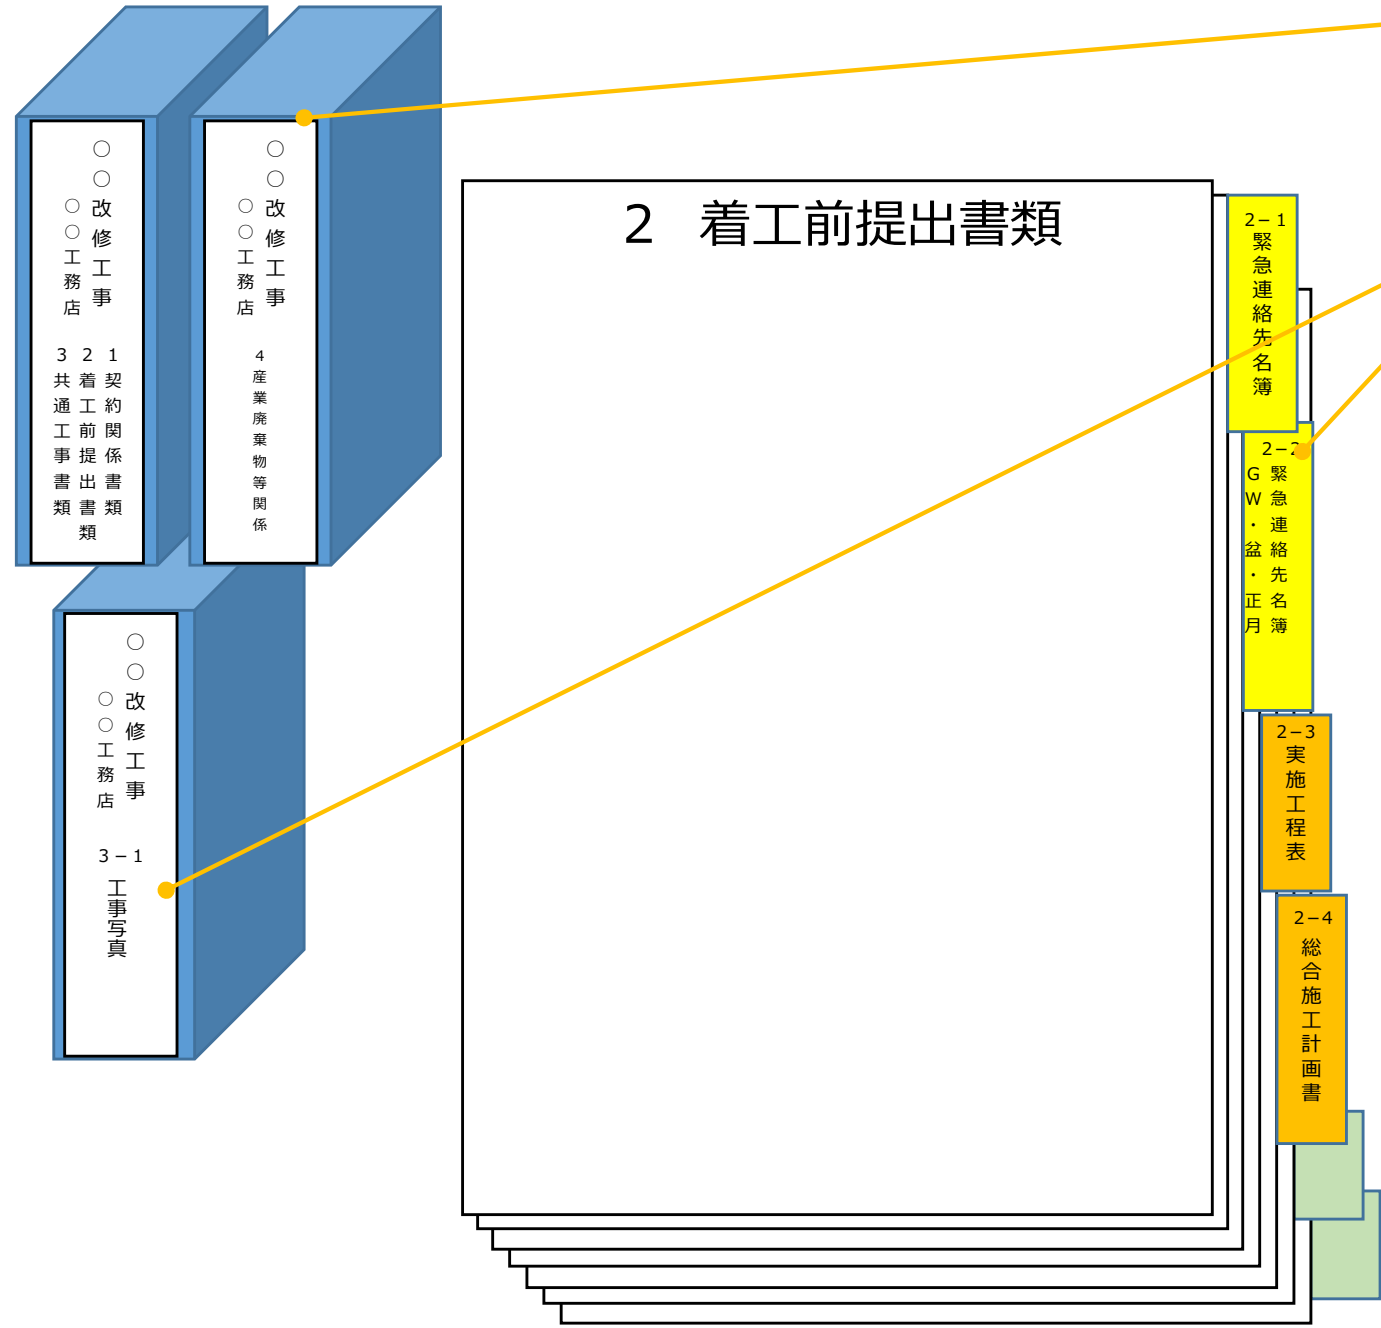 ○○改修工事
○○工務店
1契約関係書類
2着工前提出書類
3共通工事書類
○○改修工事
○○工務店
4産業廃棄物等関係
○○改修工事
○○工務店
3-1
工事写真
2　着工前提出書類
2-1
緊急連絡先名簿
2-2
緊急連絡先名簿
GW・盆・正月
2-3
実施工程表
2-4
総合施工計画書